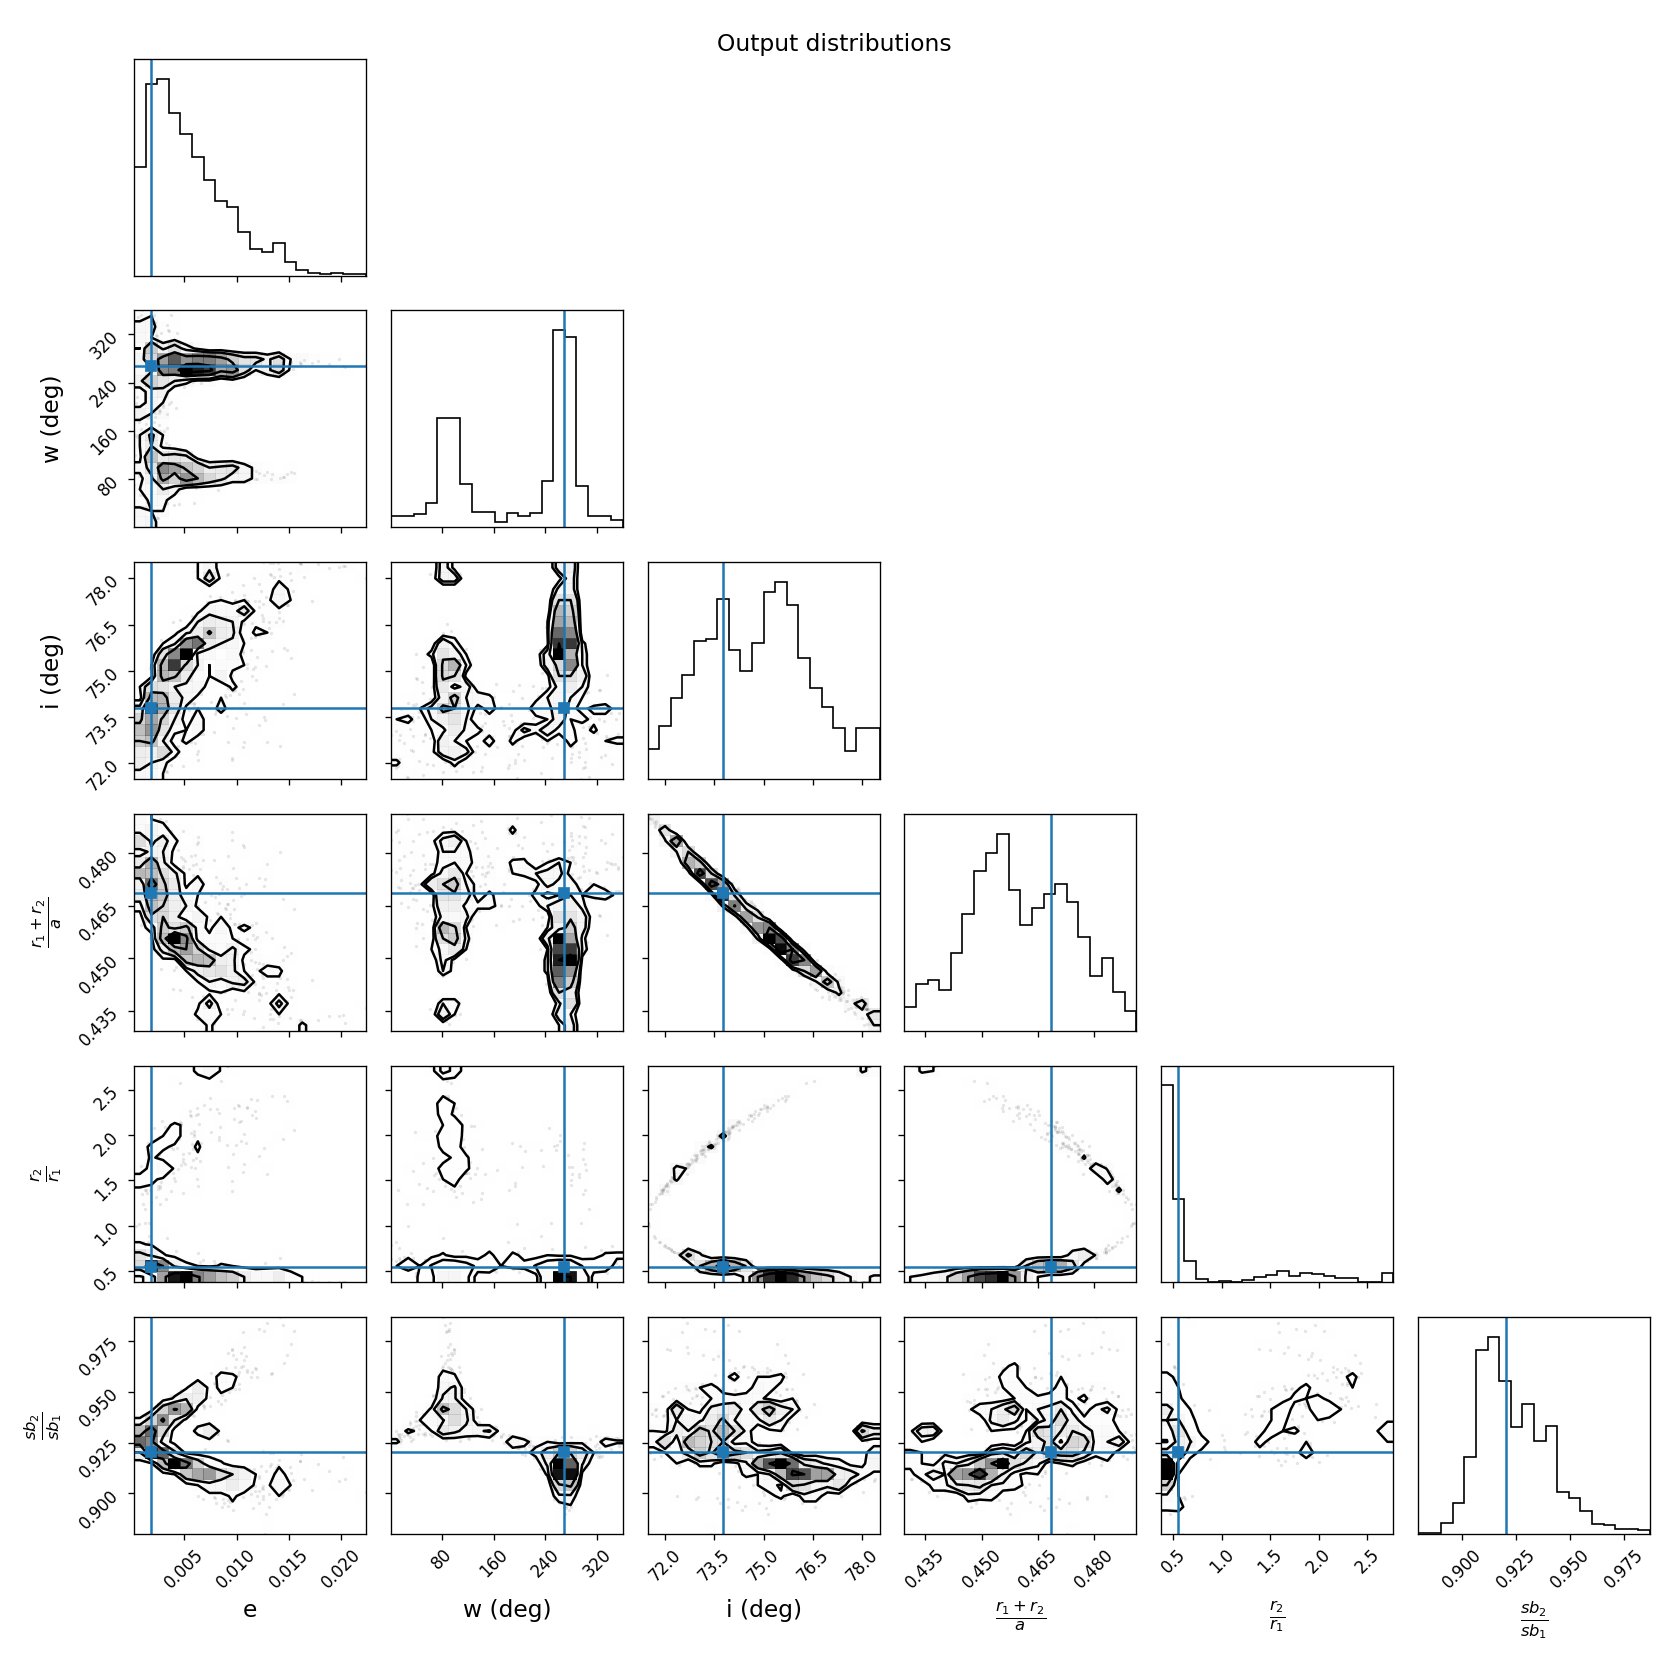 Output distributions
w (deg)
320
240
160
80
i (deg)
78.0
76.5
75.0
73.5
72.0
r₁ + r₂
a
0.480
0.465
0.450
0.435
r₂
r₁
2.5
2.0
1.5
1.0
0.5
sb₂
sb₁
0.975
0.950
0.925
0.900
0.005 0.010 0.015 0.020 80 160 240 320 72.0 73.5 75.0 76.5 78.0 0.435 0.450 0.465 0.480 0.5 1.0 1.5 2.0 2.5 0.900 0.925 0.950 0.975
e w (deg) i (deg)
r₁ + r₂
a
r₂
r₁
sb₂
sb₁